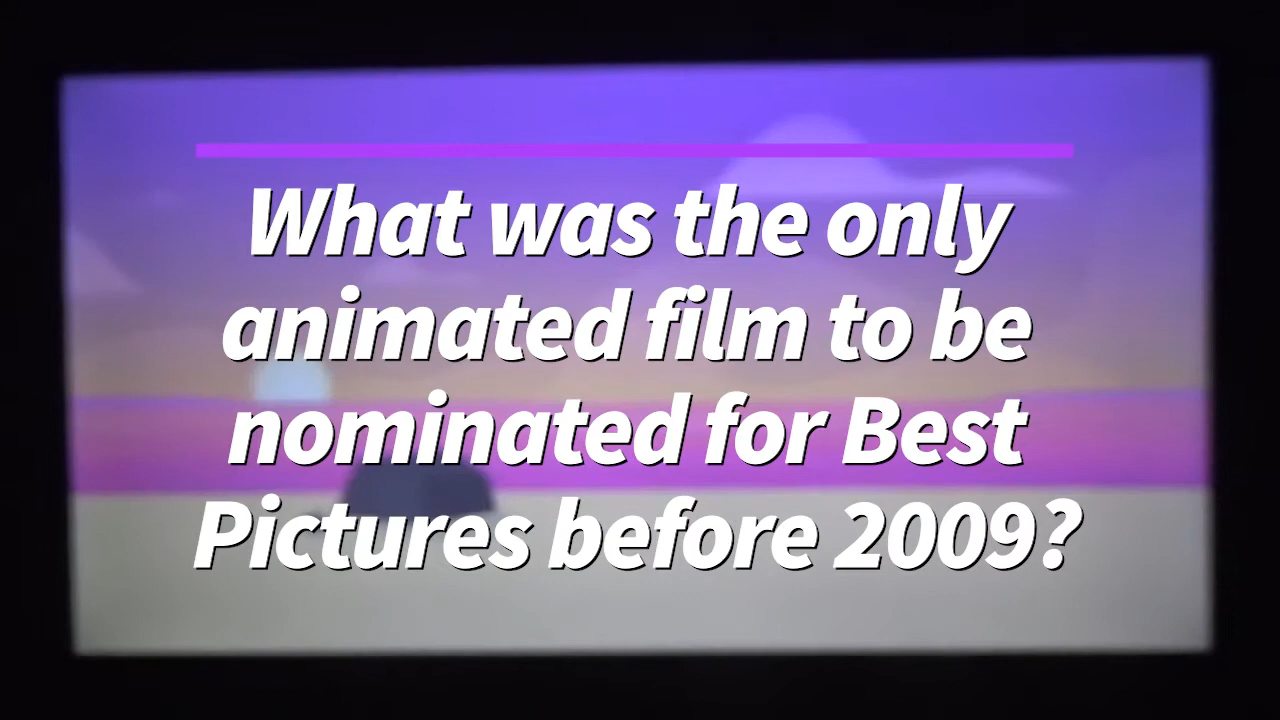 What was the only
animated film to be
nominated for Best
Pictures before 2009?